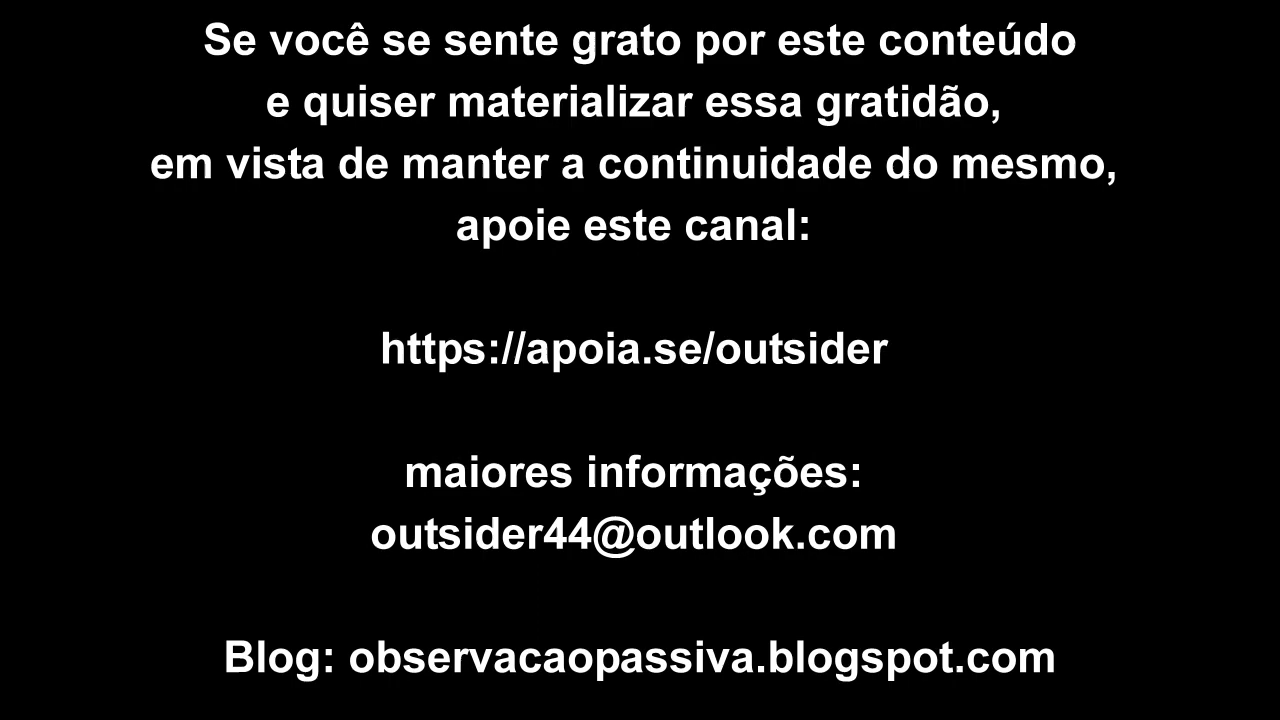 Se você se sente grato por este conteúdo
e quiser materializar essa gratidão,
em vista de manter a continuidade do mesmo,
apoie este canal:
https://apoia.se/outsider
maiores informações:
outsider44@outlook.com
Blog: observacaopassiva.blogspot.com